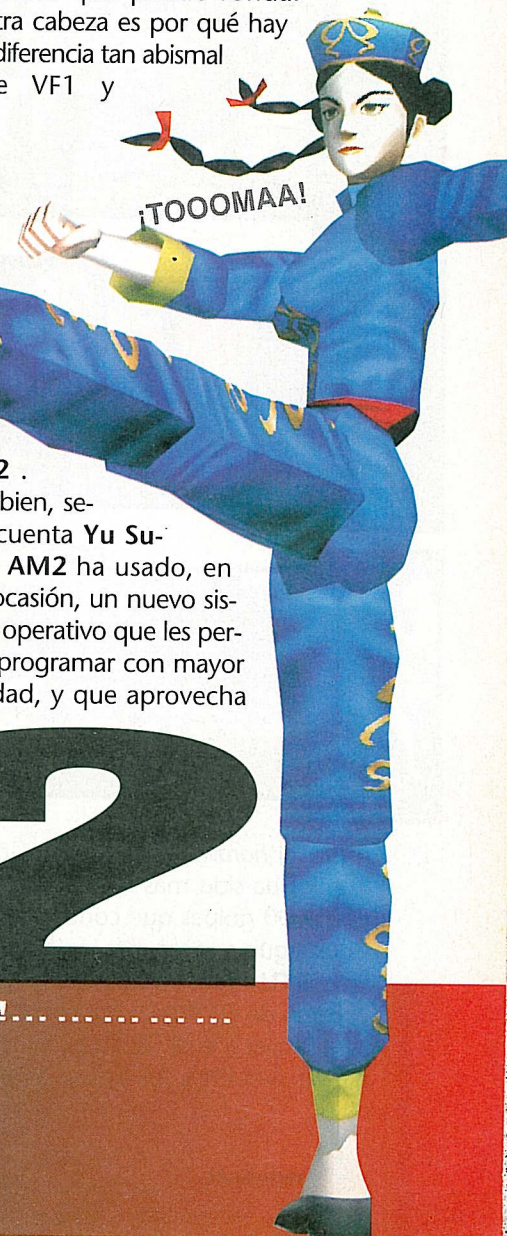 tra cabeza es por qué hay
diferencia tan abismal
e VF1 y
¡TOOOMAA!
2 .
bien, se-
cuenta Yu Su-
AM2 ha usado, en
ocasión, un nuevo sis-
operativo que les per-
programar con mayor
dad, y que aprovecha
2